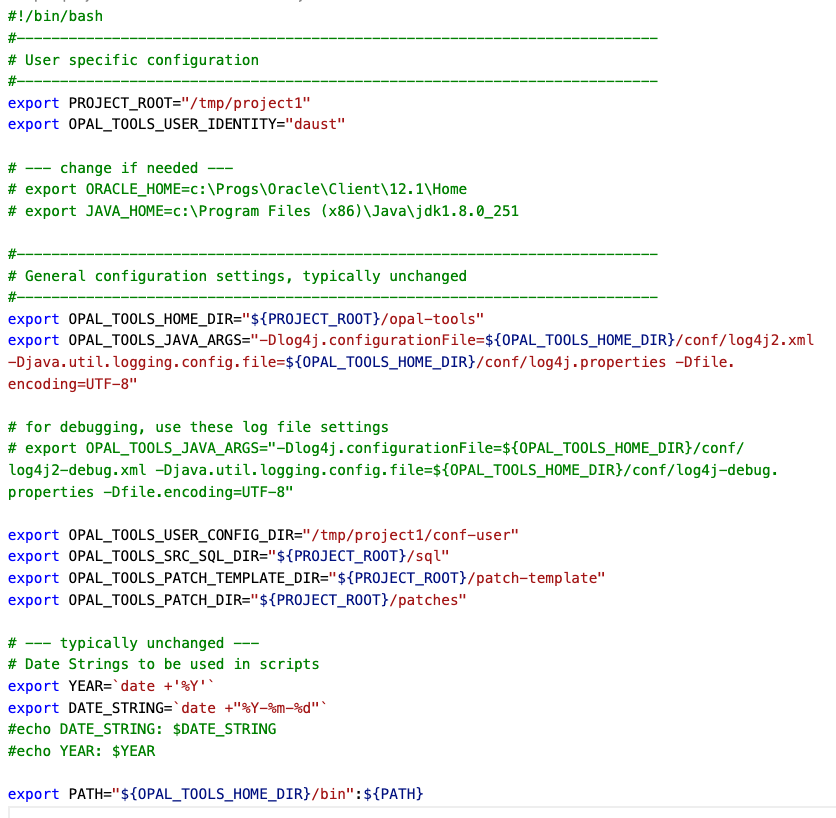 #!/bin/bash
#--------------------------------------------------------------------------
# User specific configuration
#--------------------------------------------------------------------------
export PROJECT_ROOT="/tmp/project1"
export OPAL_TOOLS_USER_IDENTITY="daust"
# --- change if needed ---
# export ORACLE_HOME=c:\Progs\Oracle\Client\12.1\Home
# export JAVA_HOME=c:\Program Files (x86)\Java\jdk1.8.0_251
#--------------------------------------------------------------------------
# General configuration settings, typically unchanged
#--------------------------------------------------------------------------
export OPAL_TOOLS_HOME_DIR="${PROJECT_ROOT}/opal-tools"
export OPAL_TOOLS_JAVA_ARGS="-Dlog4j.configurationFile=${OPAL_TOOLS_HOME_DIR}/conf/log4j2.xml
-Djava.util.logging.config.file=${OPAL_TOOLS_HOME_DIR}/conf/log4j.properties -Dfile.
encoding=UTF-8"
# for debugging, use these log file settings
# export OPAL_TOOLS_JAVA_ARGS="-Dlog4j.configurationFile=${OPAL_TOOLS_HOME_DIR}/conf/
log4j2-debug.xml -Djava.util.logging.config.file=${OPAL_TOOLS_HOME_DIR}/conf/log4j-debug.
properties -Dfile.encoding=UTF-8"
export OPAL_TOOLS_USER_CONFIG_DIR="/tmp/project1/conf-user"
export OPAL_TOOLS_SRC_SQL_DIR="${PROJECT_ROOT}/sql"
export OPAL_TOOLS_PATCH_TEMPLATE_DIR="${PROJECT_ROOT}/patch-template"
export OPAL_TOOLS_PATCH_DIR="${PROJECT_ROOT}/patches"
# --- typically unchanged ---
# Date Strings to be used in scripts
export YEAR=`date +'%Y'`
export DATE_STRING=`date +"%Y-%m-%d"`
#echo DATE_STRING: $DATE_STRING
#echo YEAR: $YEAR
export PATH="${OPAL_TOOLS_HOME_DIR}/bin":${PATH}